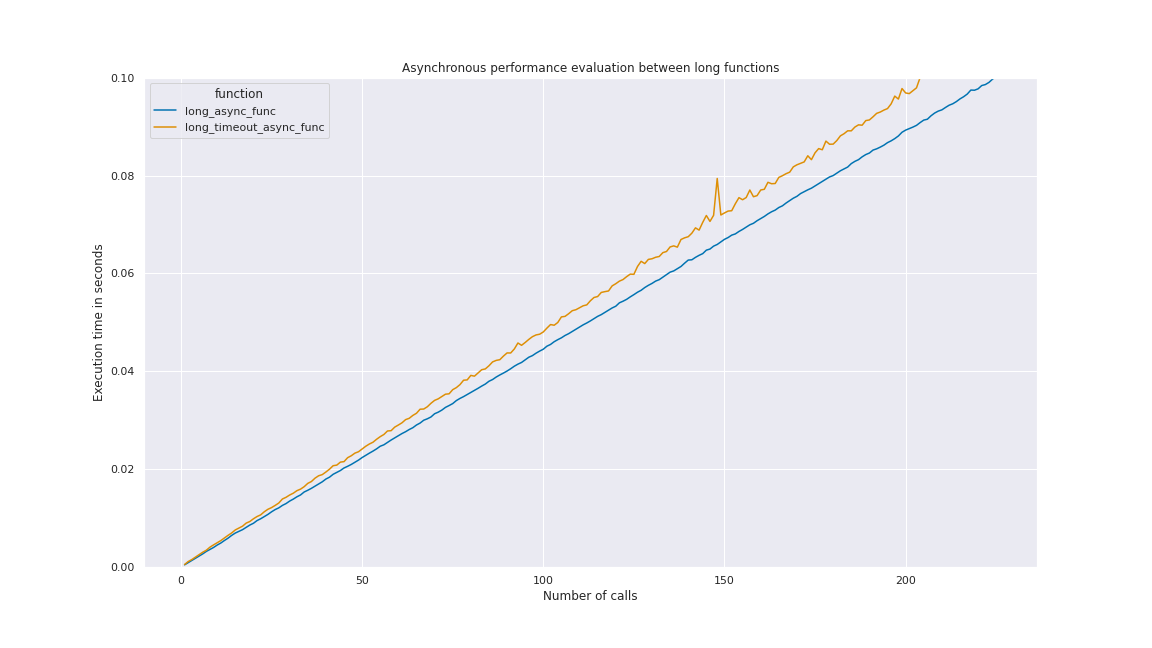 Asynchronous performance evaluation between long functions
0.10
0.08
0.06
0.04
0.02
0.00
Execution time in seconds
function
long_async_func
long_timeout_async_func
0
50
100
150
200
Number of calls